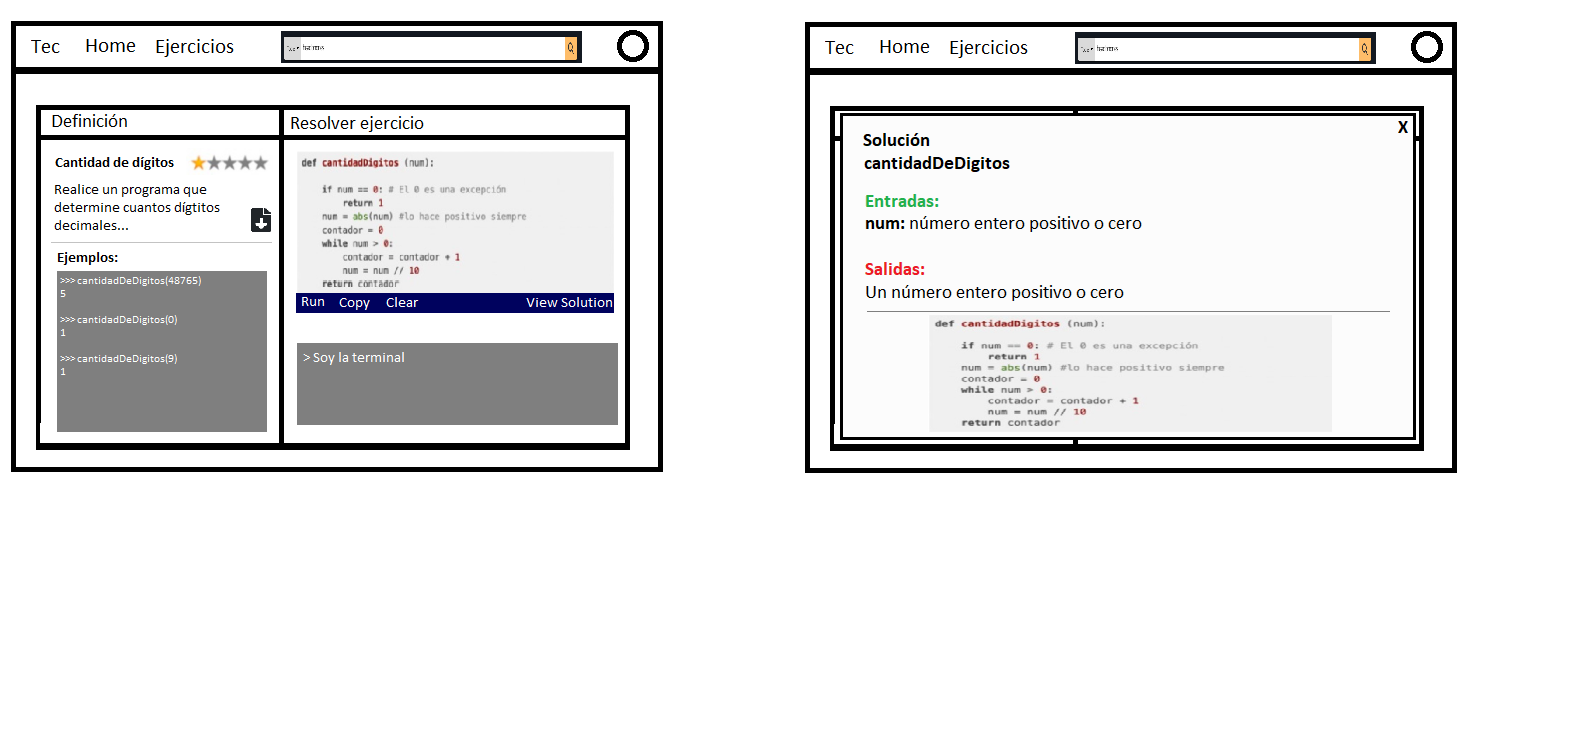 Tec Home Ejercicios
Definición
Resolver ejercicio
Cantidad de dígitos
Realice un programa que
determine cuantos dígtitos
decimales...
Ejemplos:
>>> cantidadDeDigitos(48765)
5
>>> cantidadDeDigitos(0)
1
>>> cantidadDeDigitos(9)
1
def cantidadDigitos (num):
if num == 0: # El 0 es una excepción
return 1
num = abs(num) #lo hace positivo siempre
contador = 0
while num > 0:
contador = contador + 1
num = num // 10
return contador
Run Copy Clear View Solution
> Soy la terminal
Tec Home Ejercicios
X
Solución
cantidadDeDigitos
Entradas:
num: número entero positivo o cero
Salidas:
Un número entero positivo o cero
def cantidadDigitos (num):
if num == 0: # El 0 es una excepción
return 1
num = abs(num) #lo hace positivo siempre
contador = 0
while num > 0:
contador = contador + 1
num = num // 10
return contador